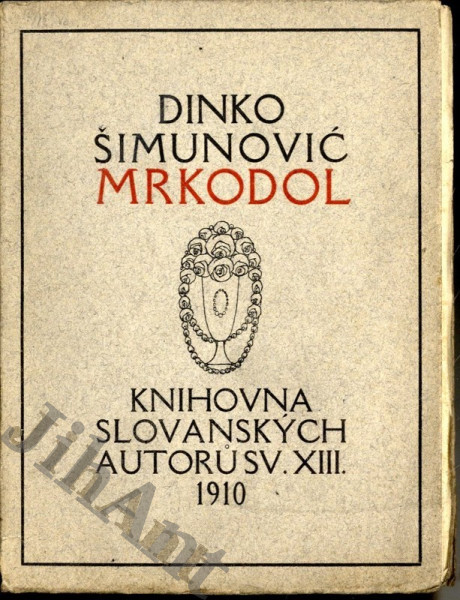 DINKO
ŠIMUNOVIĆ
MRKODOL
KNIHOVNA
SLOVANSKÝCH
AUTORŮ SV. XIII.
1910
JihAnt